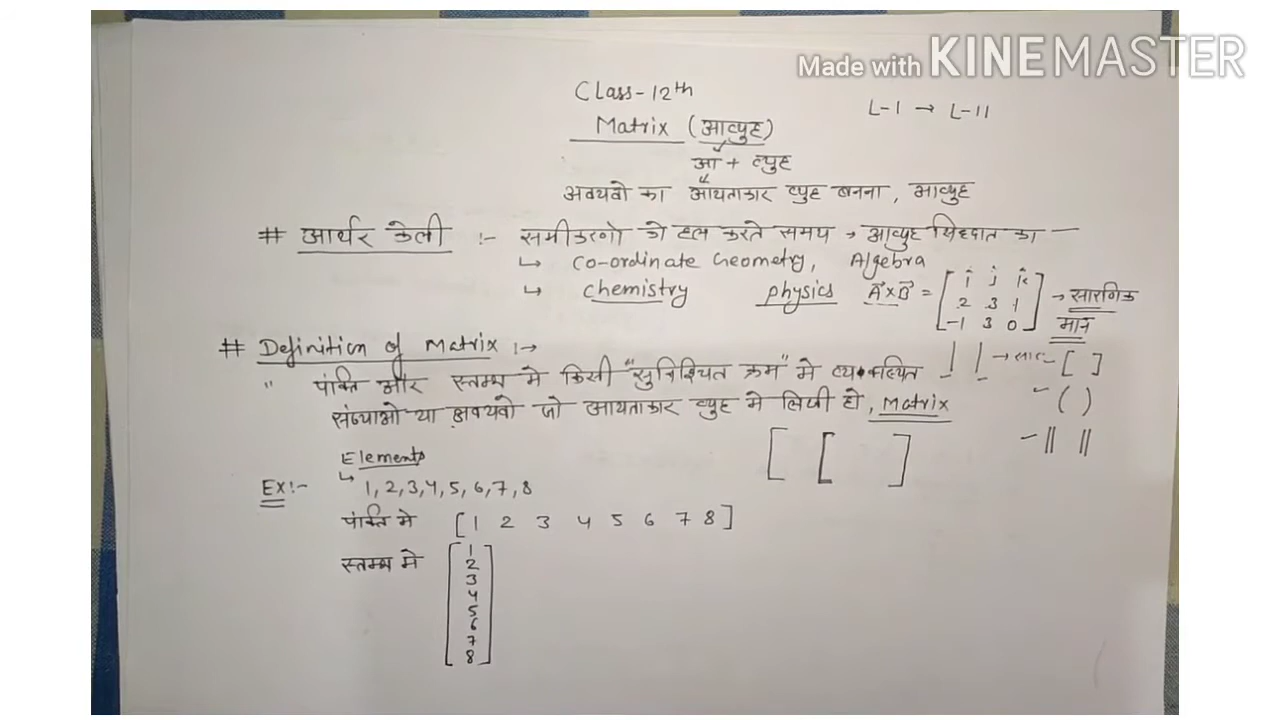 Made with KINEMASTER
Class-12th
L-1 → L-11
Matrix (आव्युह)
आ + व्युह
अवयवो का आयताकार व्युह बनना, आव्युह
# आर्थर केली :- समीकरणो को हल करते समय → आव्युह सिद्दात का —
↳ Co-ordinate Geometry, Algebra
↳ Chemistry physics A⃗×B⃗ = [ î ĵ k̂
2 3 1
-1 3 0 ] → सारणिक मान
# Definition of Matrix :→
" पंक्ति और स्तम्भ मे किसी "सुनिश्चित क्रम" मे व्यवस्थित
| | → [ ]
संख्याओ या अवयवो जो आयताकार व्युह मे लिखी हो, Matrix
( )
|| ||
[ [ ]
Elements
Ex:- ↳ 1, 2, 3, 4, 5, 6, 7, 8
पंक्ति मे [1 2 3 4 5 6 7 8]
स्तम्भ मे [1
2
3
4
5
6
7
8]